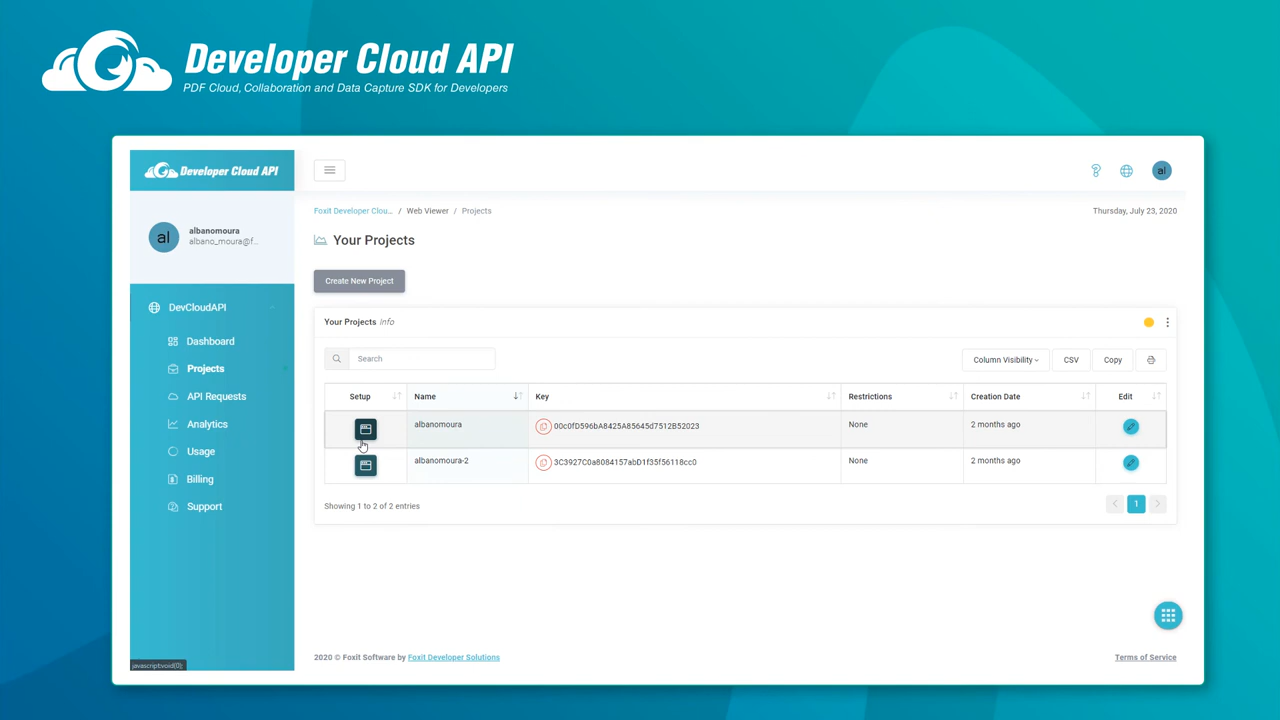 Developer Cloud API
PDF Cloud, Collaboration and Data Capture SDK for Developers
Developer Cloud API
al
Foxit Developer Clou... / Web Viewer / Projects
Thursday, July 23, 2020
al
albanomoura
albano_moura@f...
Your Projects
Create New Project
DevCloudAPI
Dashboard
Projects
API Requests
Analytics
Usage
Billing
Support
Your Projects Info
Search
Column Visibility
CSV
Copy
Setup Name Key Restrictions Creation Date Edit
albanomoura 00c0fD596bA8425A85645d7512B52023 None 2 months ago
albanomoura-2 3C3927C0a8084157abD1f35f56118cc0 None 2 months ago
Showing 1 to 2 of 2 entries
1
2020 © Foxit Software by Foxit Developer Solutions
Terms of Service
javascript:void(0);